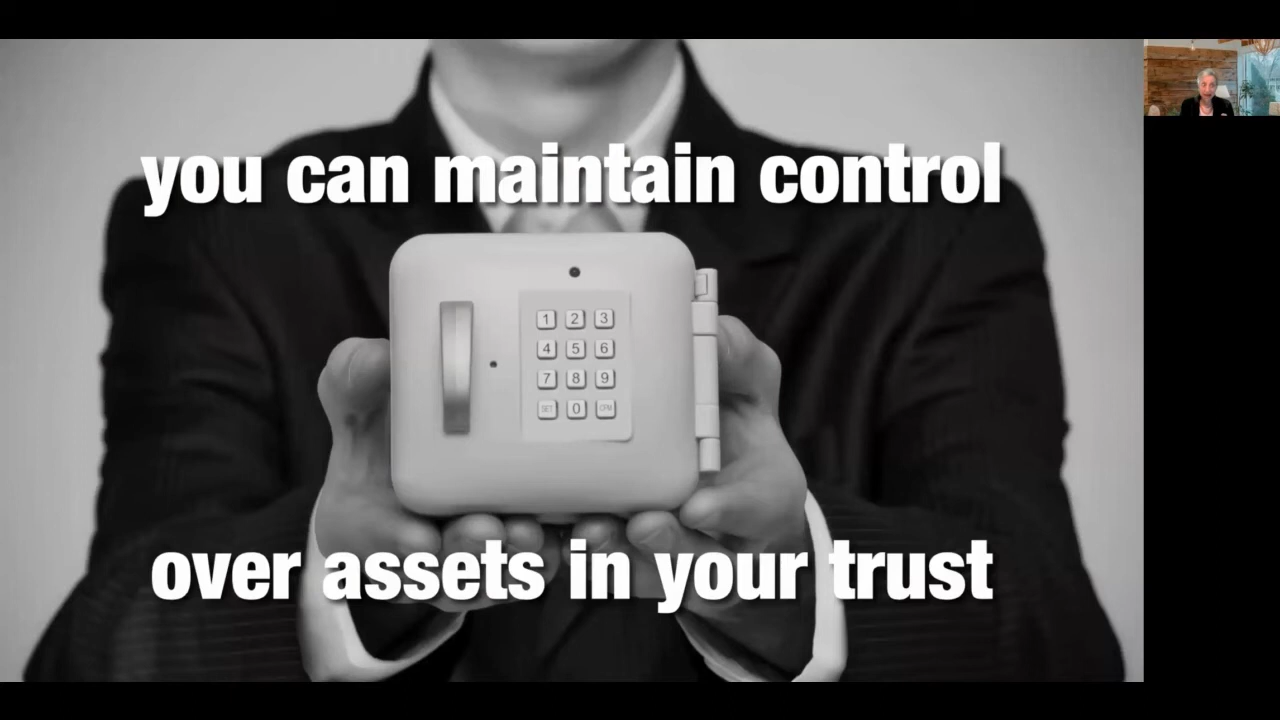 you can maintain control
1 2 3
4 5 6
7 8 9
SET 0
over assets in your trust